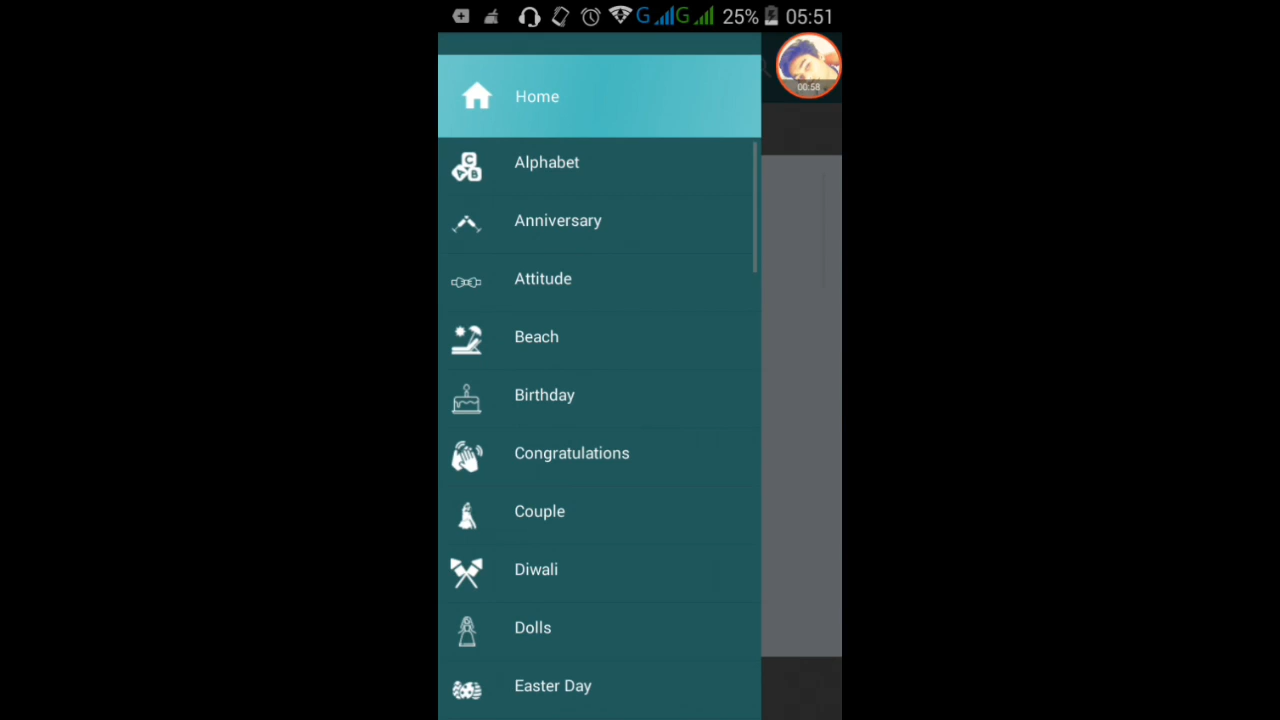 G G 25% 05:51
00:58
Home
Alphabet
Anniversary
Attitude
Beach
Birthday
Congratulations
Couple
Diwali
Dolls
Easter Day